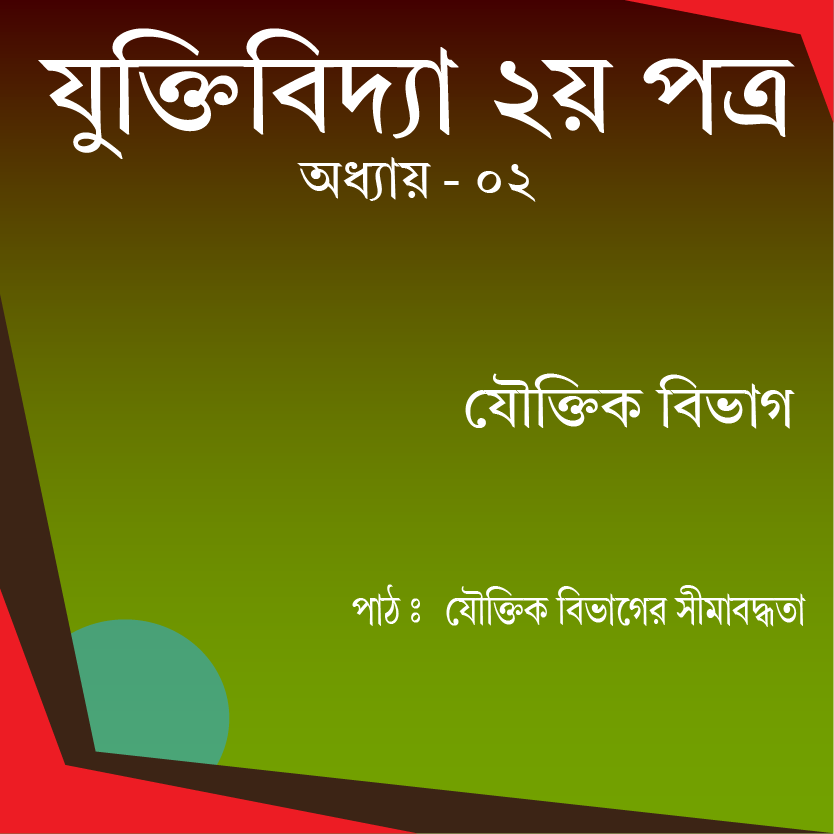 যুক্তিবিদ্যা ২য় পত্র
অধ্যায় - ০২
যৌক্তিক বিভাগ
পাঠ ঃ যৌক্তিক বিভাগের সীমাবদ্ধতা